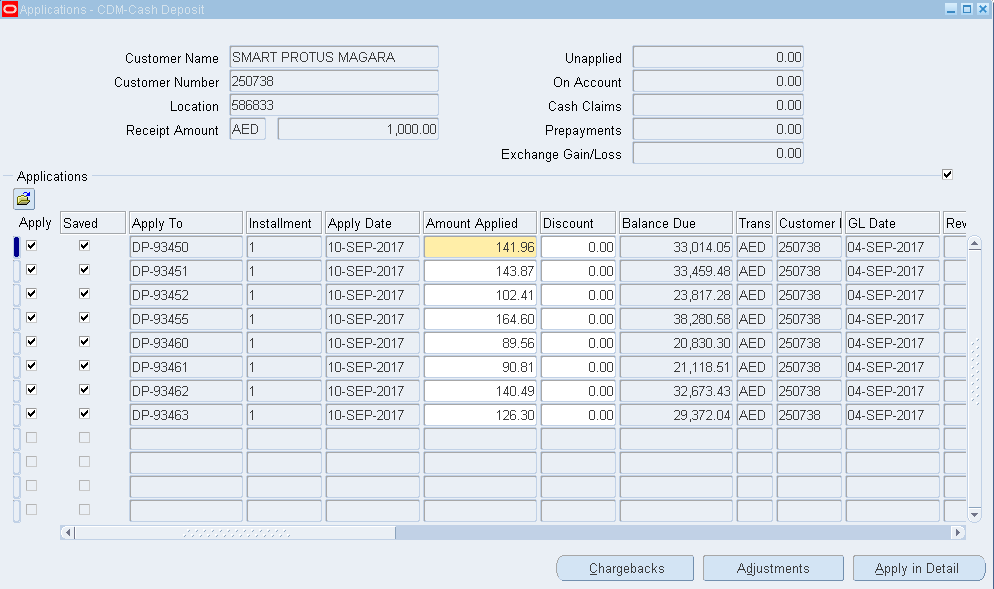 Applications - CDM-Cash Deposit
Customer Name SMART PROTUS MAGARA
Customer Number 250738
Location 586833
Receipt Amount AED 1,000.00
Unapplied 0.00
On Account 0.00
Cash Claims 0.00
Prepayments 0.00
Exchange Gain/Loss 0.00
Applications
Apply Saved Apply To Installment Apply Date Amount Applied Discount Balance Due Trans Customer GL Date Rev
DP-93450 1 10-SEP-2017 141.96 0.00 33,014.05 AED 250738 04-SEP-2017
DP-93451 1 10-SEP-2017 143.87 0.00 33,459.48 AED 250738 04-SEP-2017
DP-93452 1 10-SEP-2017 102.41 0.00 23,817.28 AED 250738 04-SEP-2017
DP-93455 1 10-SEP-2017 164.60 0.00 38,280.58 AED 250738 04-SEP-2017
DP-93460 1 10-SEP-2017 89.56 0.00 20,830.30 AED 250738 04-SEP-2017
DP-93461 1 10-SEP-2017 90.81 0.00 21,118.51 AED 250738 04-SEP-2017
DP-93462 1 10-SEP-2017 140.49 0.00 32,673.43 AED 250738 04-SEP-2017
DP-93463 1 10-SEP-2017 126.30 0.00 29,372.04 AED 250738 04-SEP-2017
Chargebacks Adjustments Apply in Detail